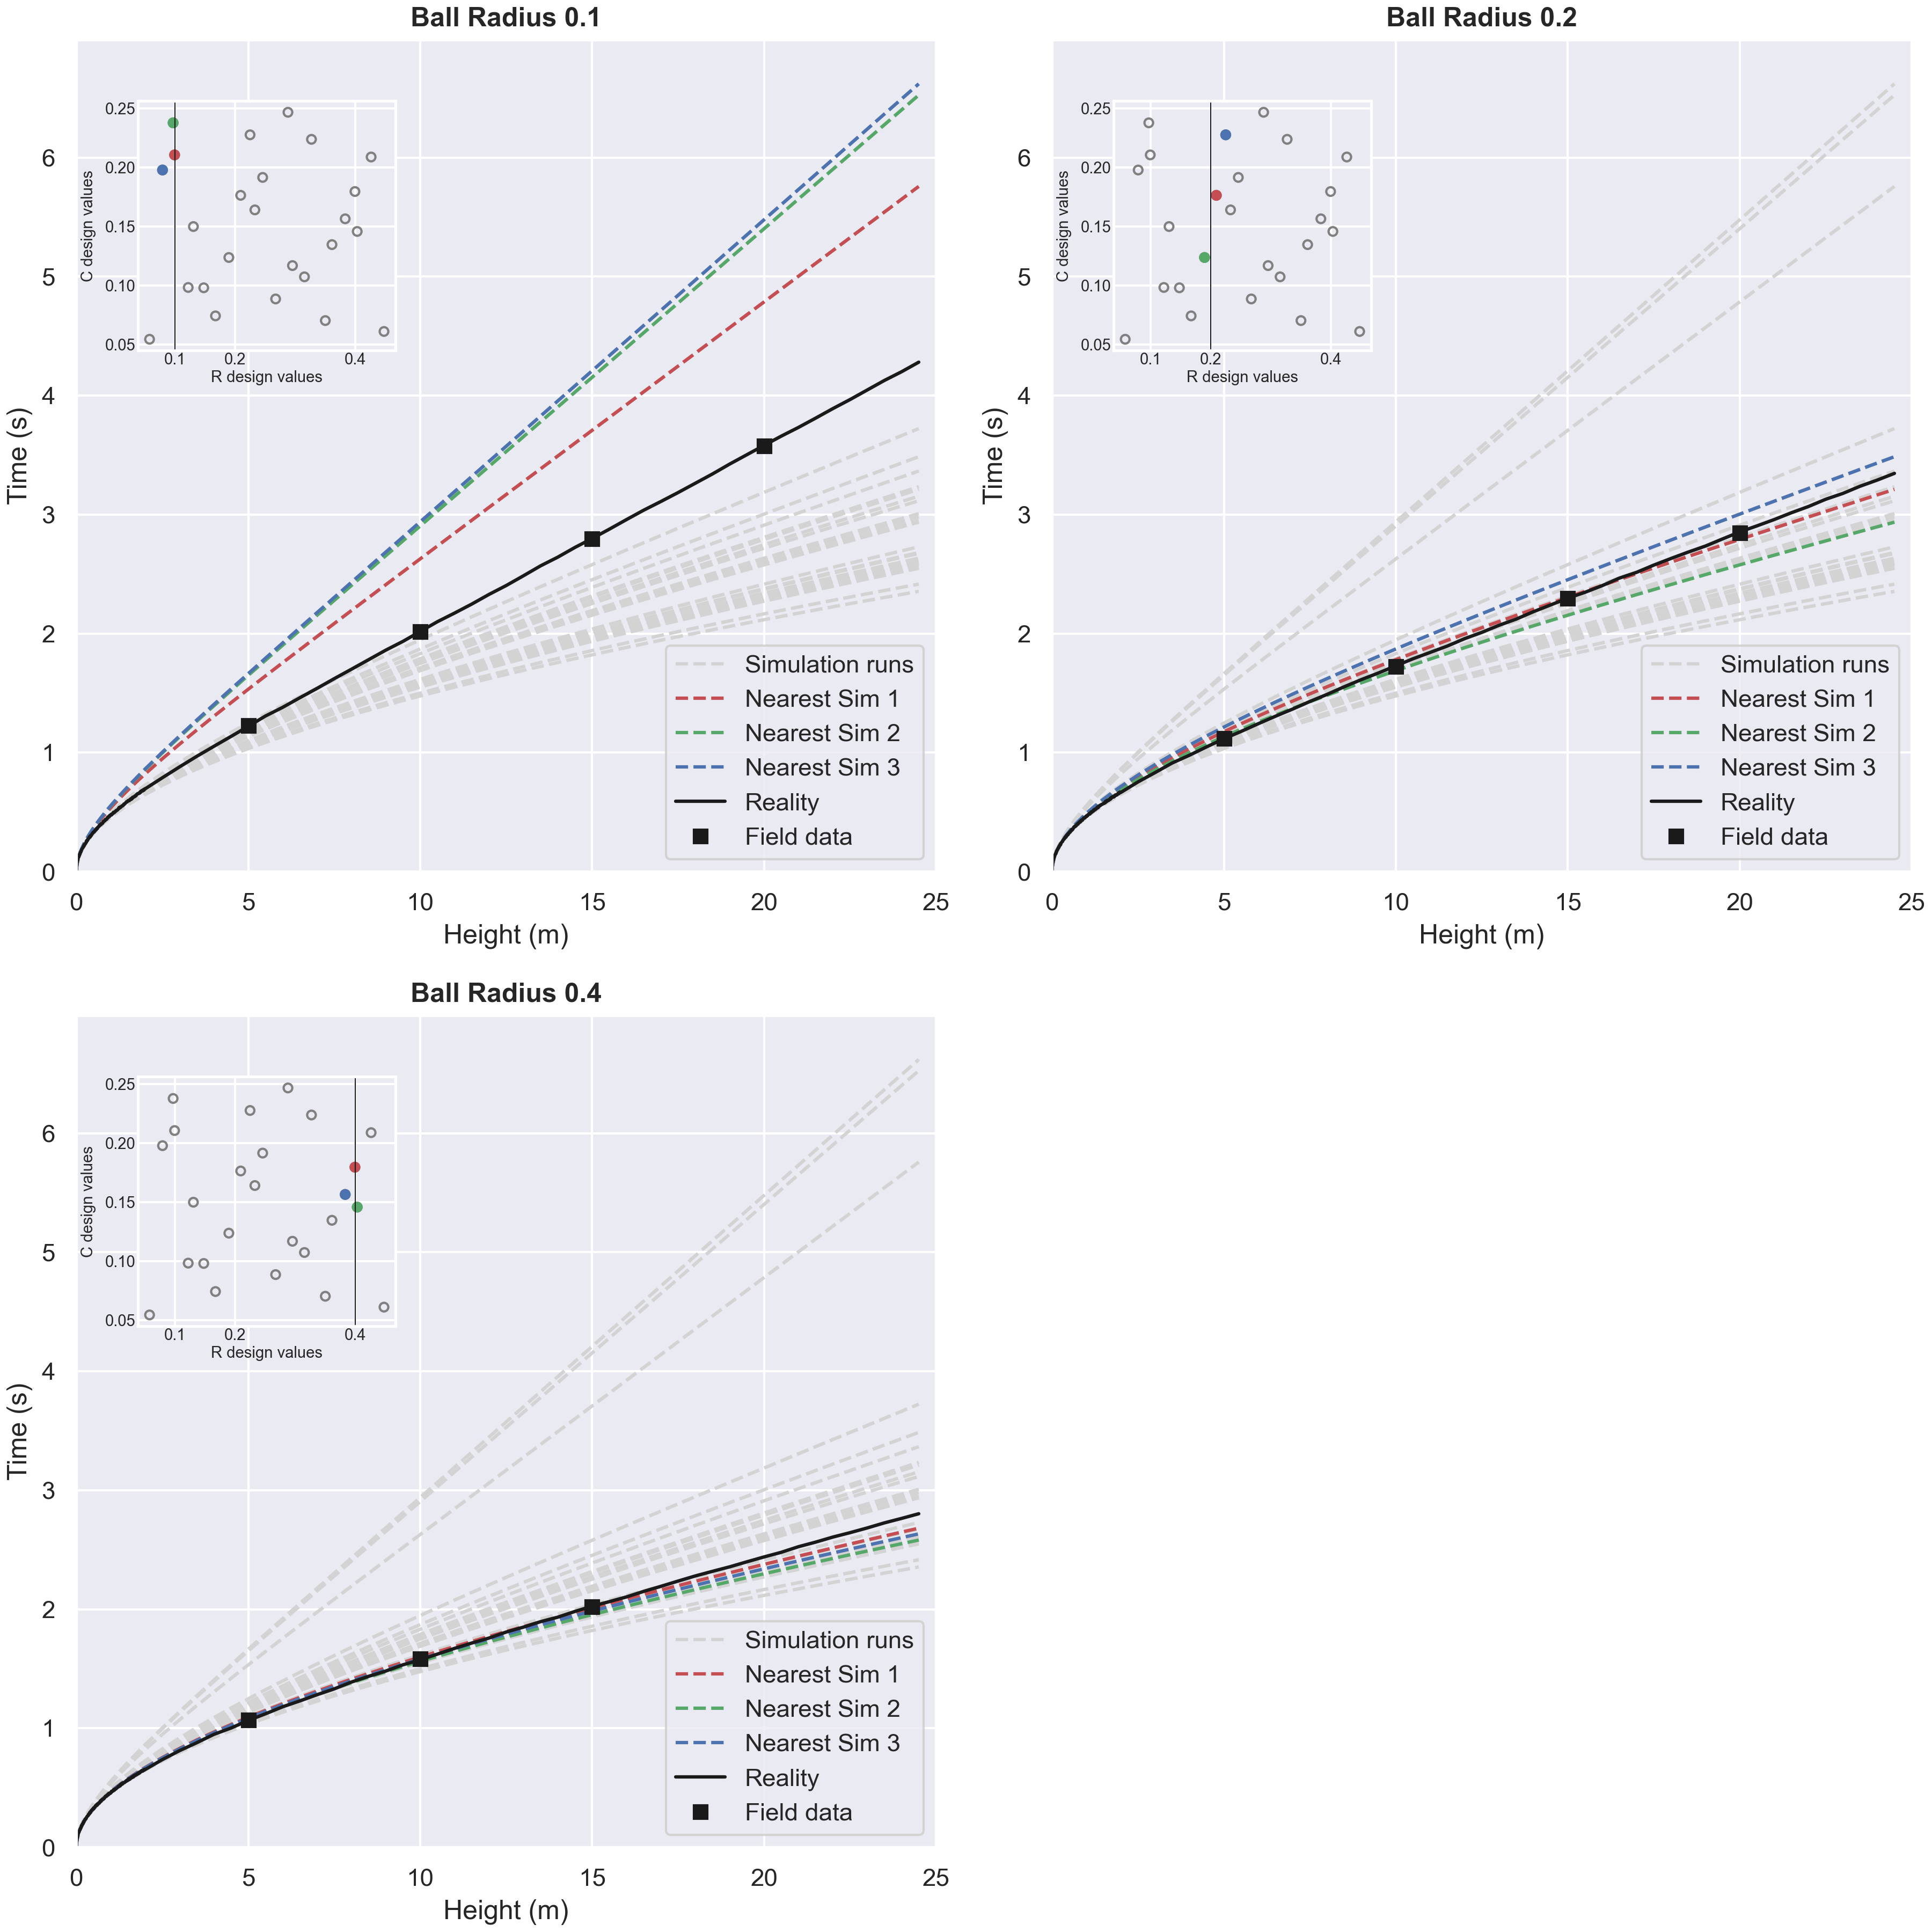 Ball Radius 0.1
Time (s)
6
5
4
3
2
1
0
0 5 10 15 20 25
Height (m)
C design values
0.25
0.20
0.15
0.10
0.05
0.1 0.2 0.4
R design values
Simulation runs
Nearest Sim 1
Nearest Sim 2
Nearest Sim 3
Reality
Field data
Ball Radius 0.2
Time (s)
6
5
4
3
2
1
0
0 5 10 15 20 25
Height (m)
C design values
0.25
0.20
0.15
0.10
0.05
0.1 0.2 0.4
R design values
Simulation runs
Nearest Sim 1
Nearest Sim 2
Nearest Sim 3
Reality
Field data
Ball Radius 0.4
Time (s)
6
5
4
3
2
1
0
0 5 10 15 20 25
Height (m)
C design values
0.25
0.20
0.15
0.10
0.05
0.1 0.2 0.4
R design values
Simulation runs
Nearest Sim 1
Nearest Sim 2
Nearest Sim 3
Reality
Field data